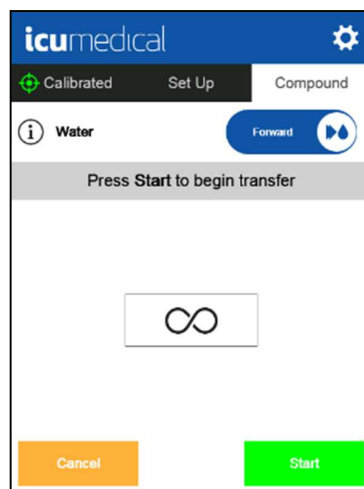 icumedical
Calibrated Set Up Compound
Water Forward
Press Start to begin transfer
∞
Cancel Start